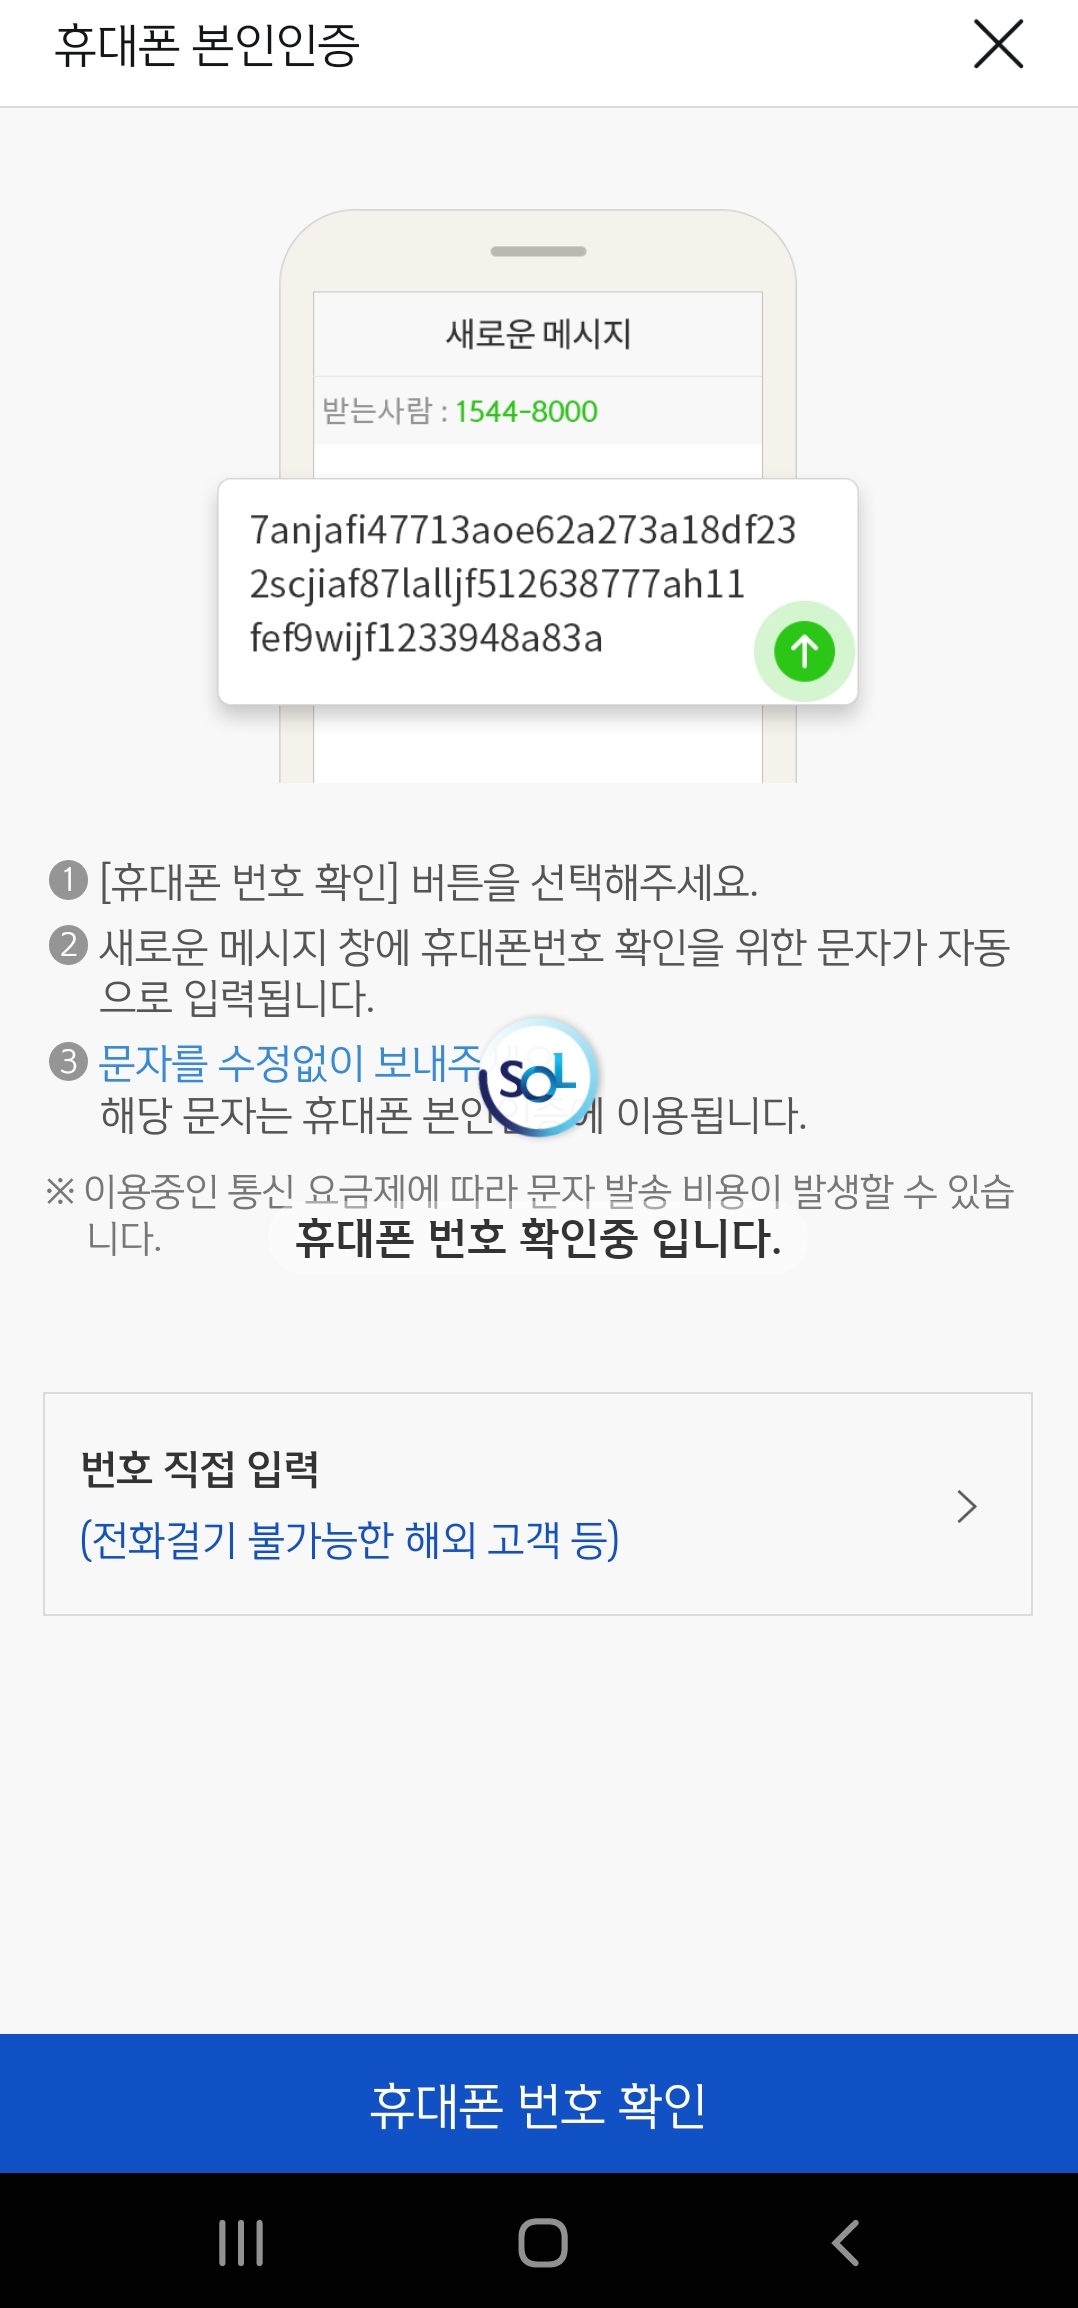 휴대폰 본인인증
새로운 메시지
받는사람 : 1544-8000
7anjafi47713aoe62a273a18df23
2scjiaf87lalljf512638777ah11
fef9wijf1233948a83a
1 [휴대폰 번호 확인] 버튼을 선택해주세요.
2 새로운 메시지 창에 휴대폰번호 확인을 위한 문자가 자동
으로 입력됩니다.
3 문자를 수정없이 보내주세요
SOL
해당 문자는 휴대폰 본인인증에 이용됩니다.
※ 이용중인 통신 요금제에 따라 문자 발송 비용이 발생할 수 있습
니다.
휴대폰 번호 확인중 입니다.
번호 직접 입력
(전화걸기 불가능한 해외 고객 등)
휴대폰 번호 확인